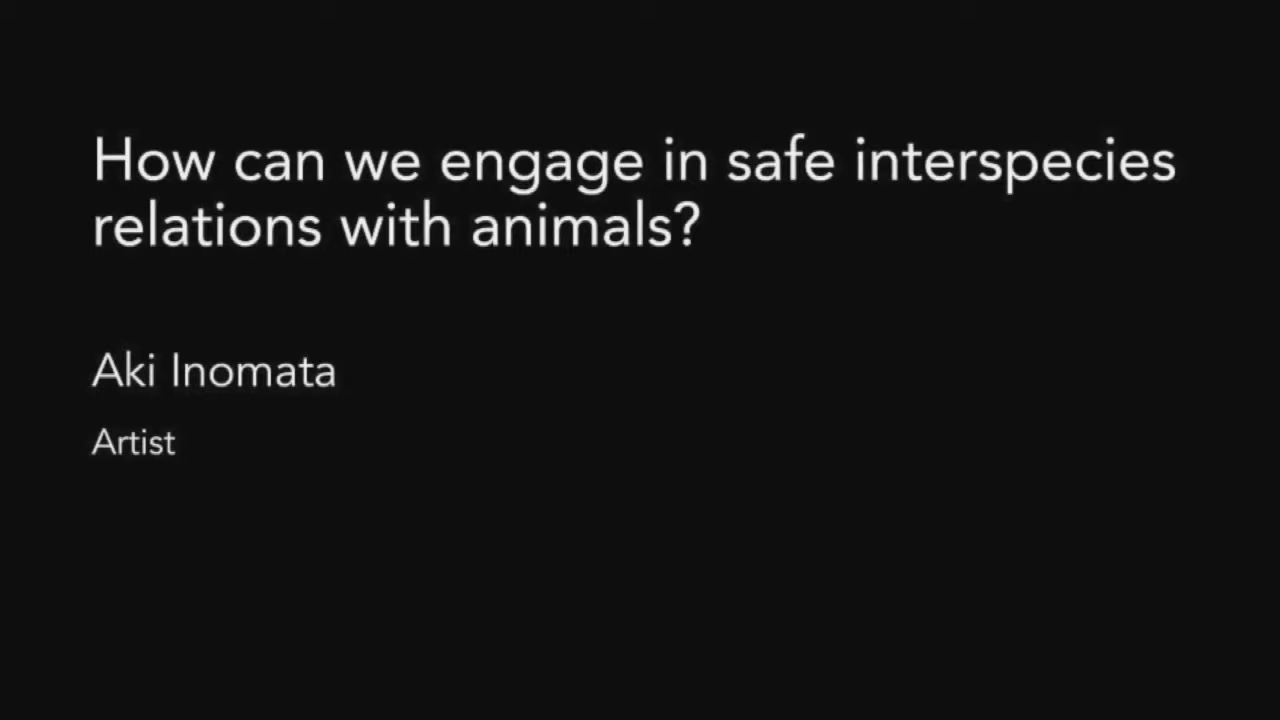 How can we engage in safe interspecies
relations with animals?
Aki Inomata
Artist